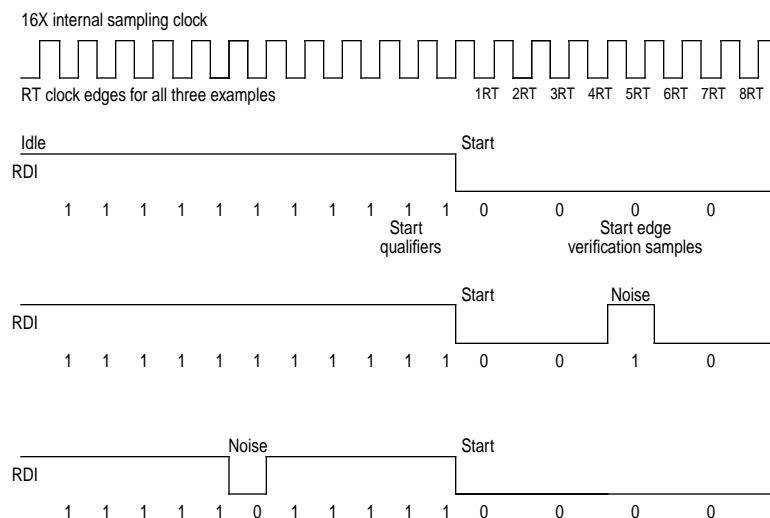 16X internal sampling clock
RT clock edges for all three examples 1RT 2RT 3RT 4RT 5RT 6RT 7RT 8RT
Idle Start
RDI
1 1 1 1 1 1 1 1 1 1 1 0 0 0 0
Start qualifiers
Start edge verification samples
Start Noise
RDI
1 1 1 1 1 1 1 1 1 1 1 0 0 1 0
Noise Start
RDI
1 1 1 1 1 0 1 1 1 1 1 0 0 0 0